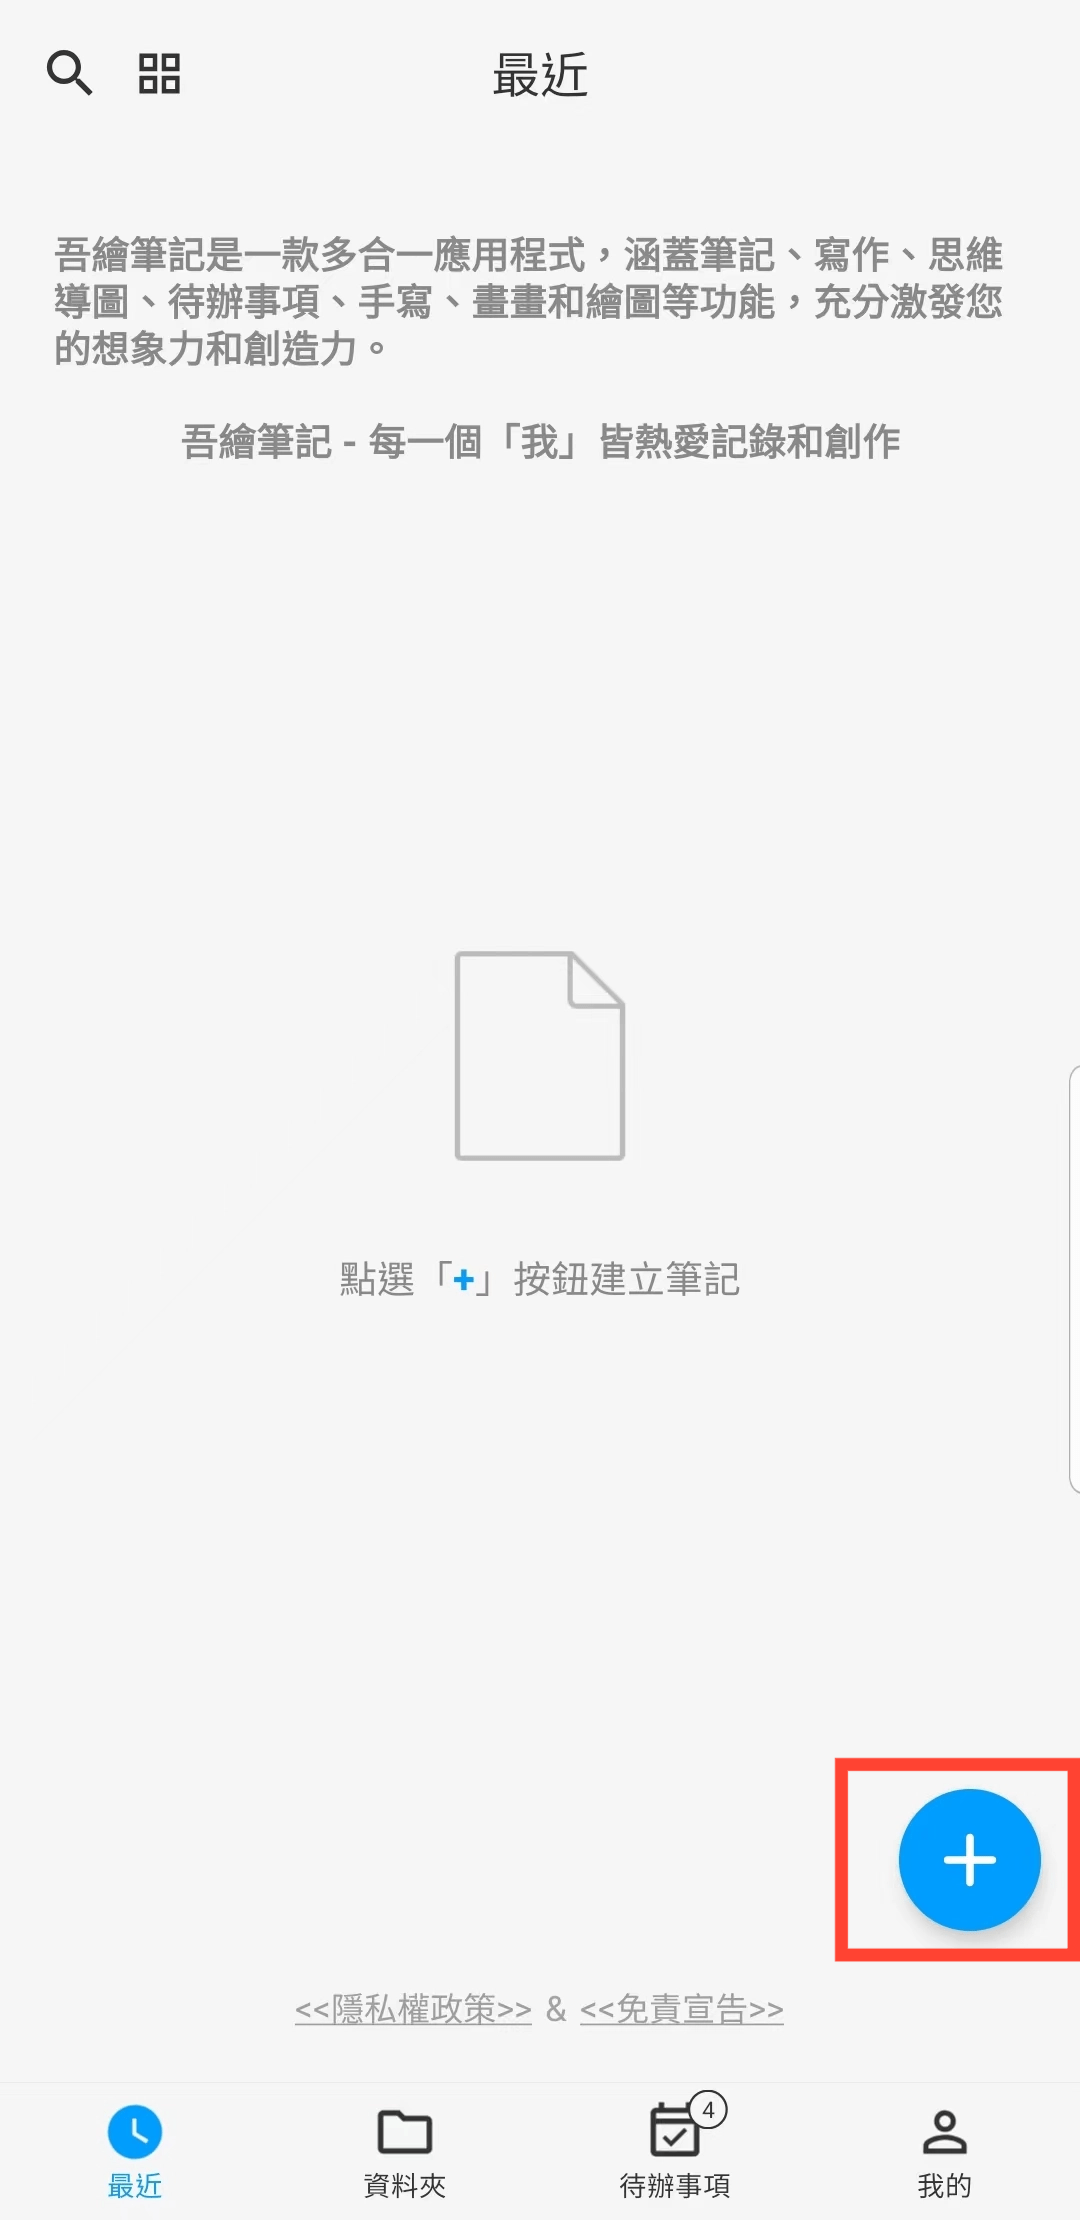 最近
吾繪筆記是一款多合一應用程式，涵蓋筆記、寫作、思維
導圖、待辦事項、手寫、畫畫和繪圖等功能，充分激發您
的想象力和創造力。
吾繪筆記 - 每一個「我」皆熱愛記錄和創作
點選「+」按鈕建立筆記
<<隱私權政策>> & <<免責宣告>>
4
最近 資料夾 待辦事項 我的